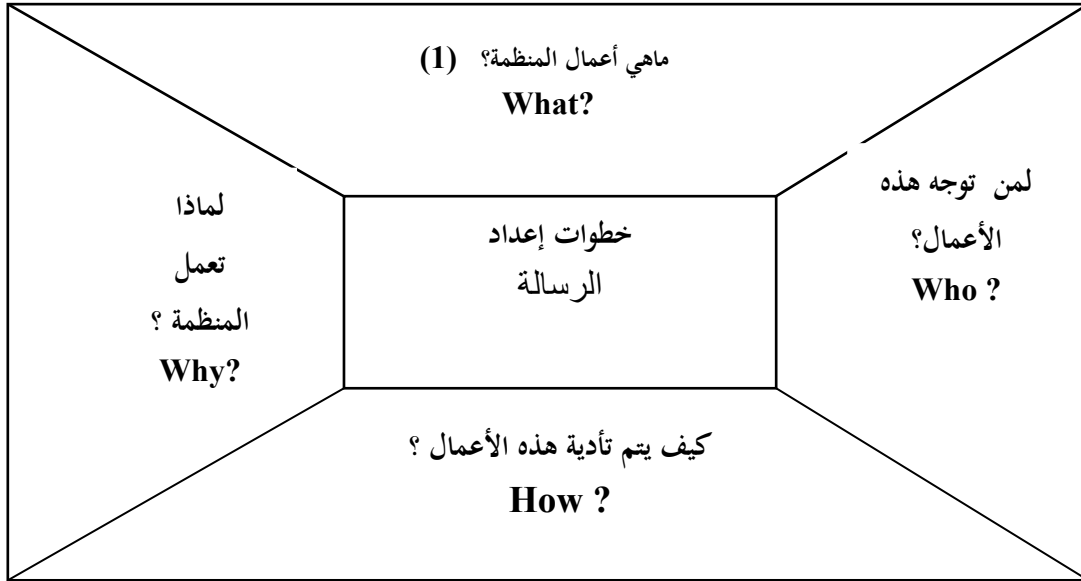 ماهي أعمال المنظمة؟ (1)
What?
لمن توجه هذه
الأعمال؟
Who ?
خطوات إعداد
الرسالة
لماذا
تعمل
المنظمة ؟
Why?
كيف يتم تأدية هذه الأعمال ؟
How ?